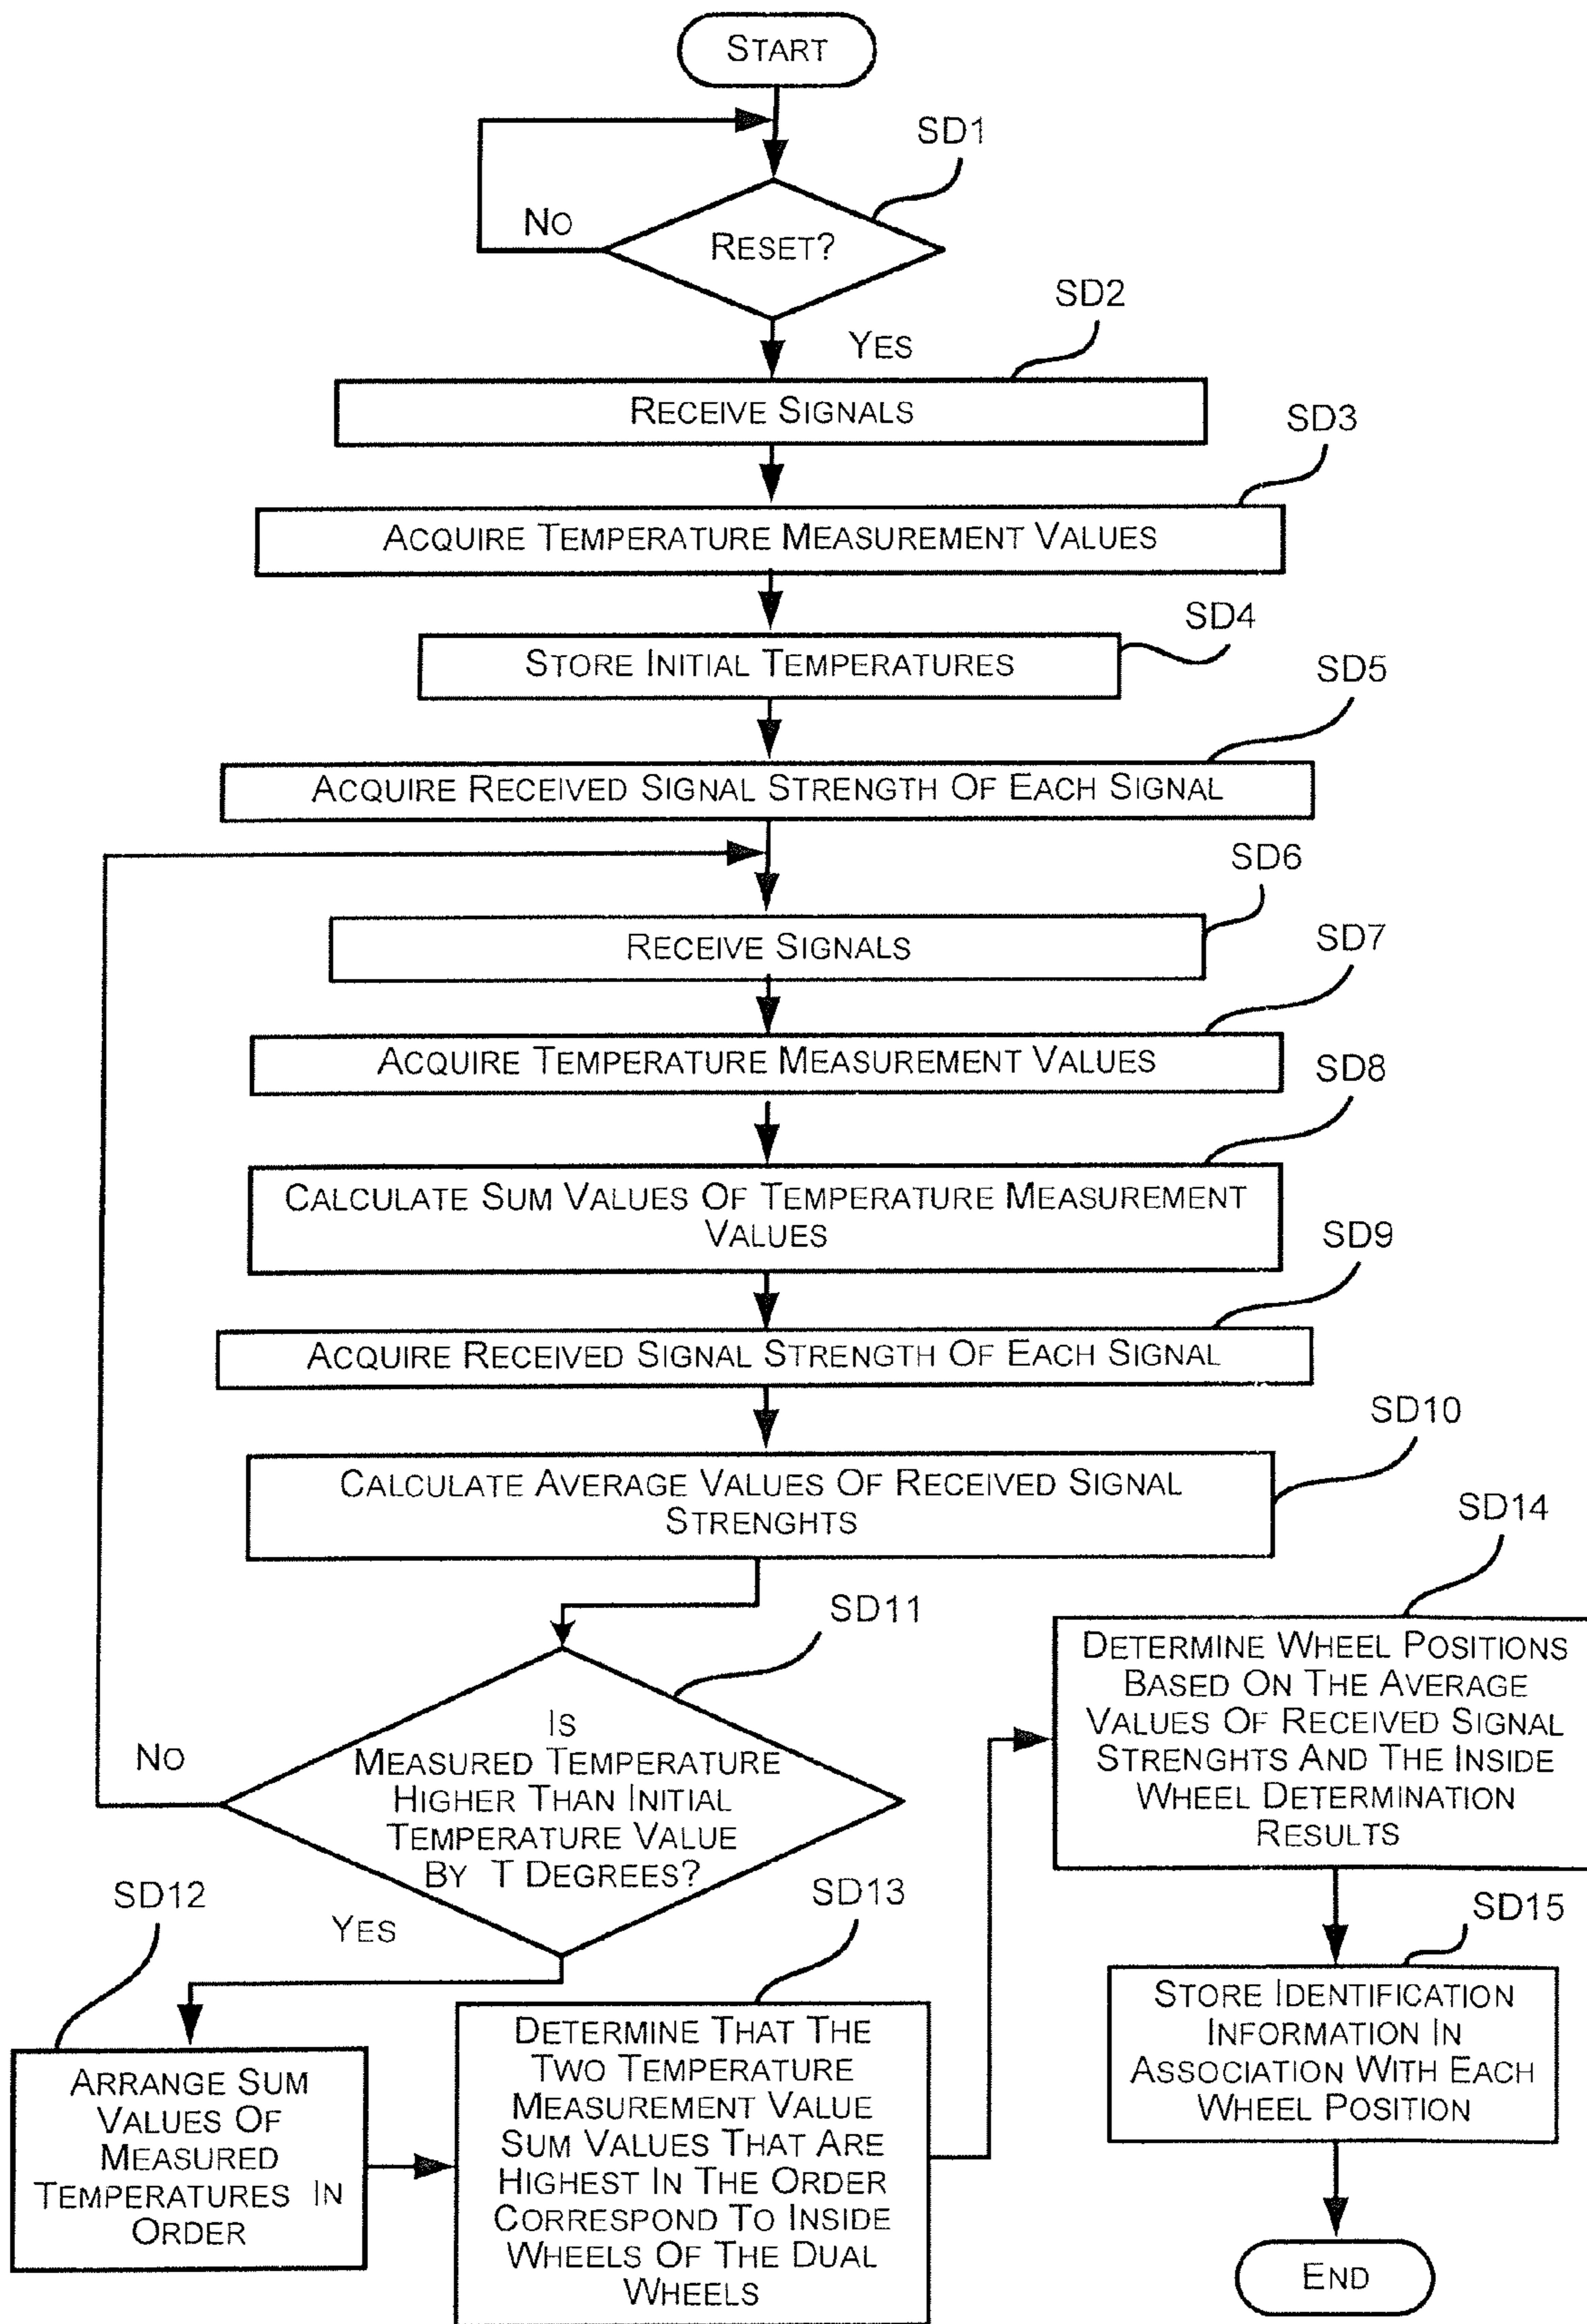 START
SD1
NO
RESET?
SD2
YES
RECEIVE SIGNALS
SD3
ACQUIRE TEMPERATURE MEASUREMENT VALUES
SD4
STORE INITIAL TEMPERATURES
SD5
ACQUIRE RECEIVED SIGNAL STRENGTH OF EACH SIGNAL
SD6
RECEIVE SIGNALS
SD7
ACQUIRE TEMPERATURE MEASUREMENT VALUES
SD8
CALCULATE SUM VALUES OF TEMPERATURE MEASUREMENT
VALUES
SD9
ACQUIRE RECEIVED SIGNAL STRENGTH OF EACH SIGNAL
SD10
CALCULATE AVERAGE VALUES OF RECEIVED SIGNAL
STRENGHTS
SD11
IS
MEASURED TEMPERATURE
HIGHER THAN INITIAL
TEMPERATURE VALUE
BY T DEGREES?
NO
YES
SD12
ARRANGE SUM
VALUES OF
MEASURED
TEMPERATURES IN
ORDER
SD13
DETERMINE THAT THE
TWO TEMPERATURE
MEASUREMENT VALUE
SUM VALUES THAT ARE
HIGHEST IN THE ORDER
CORRESPOND TO INSIDE
WHEELS OF THE DUAL
WHEELS
SD14
DETERMINE WHEEL POSITIONS
BASED ON THE AVERAGE
VALUES OF RECEIVED SIGNAL
STRENGHTS AND THE INSIDE
WHEEL DETERMINATION
RESULTS
SD15
STORE IDENTIFICATION
INFORMATION IN
ASSOCIATION WITH EACH
WHEEL POSITION
END